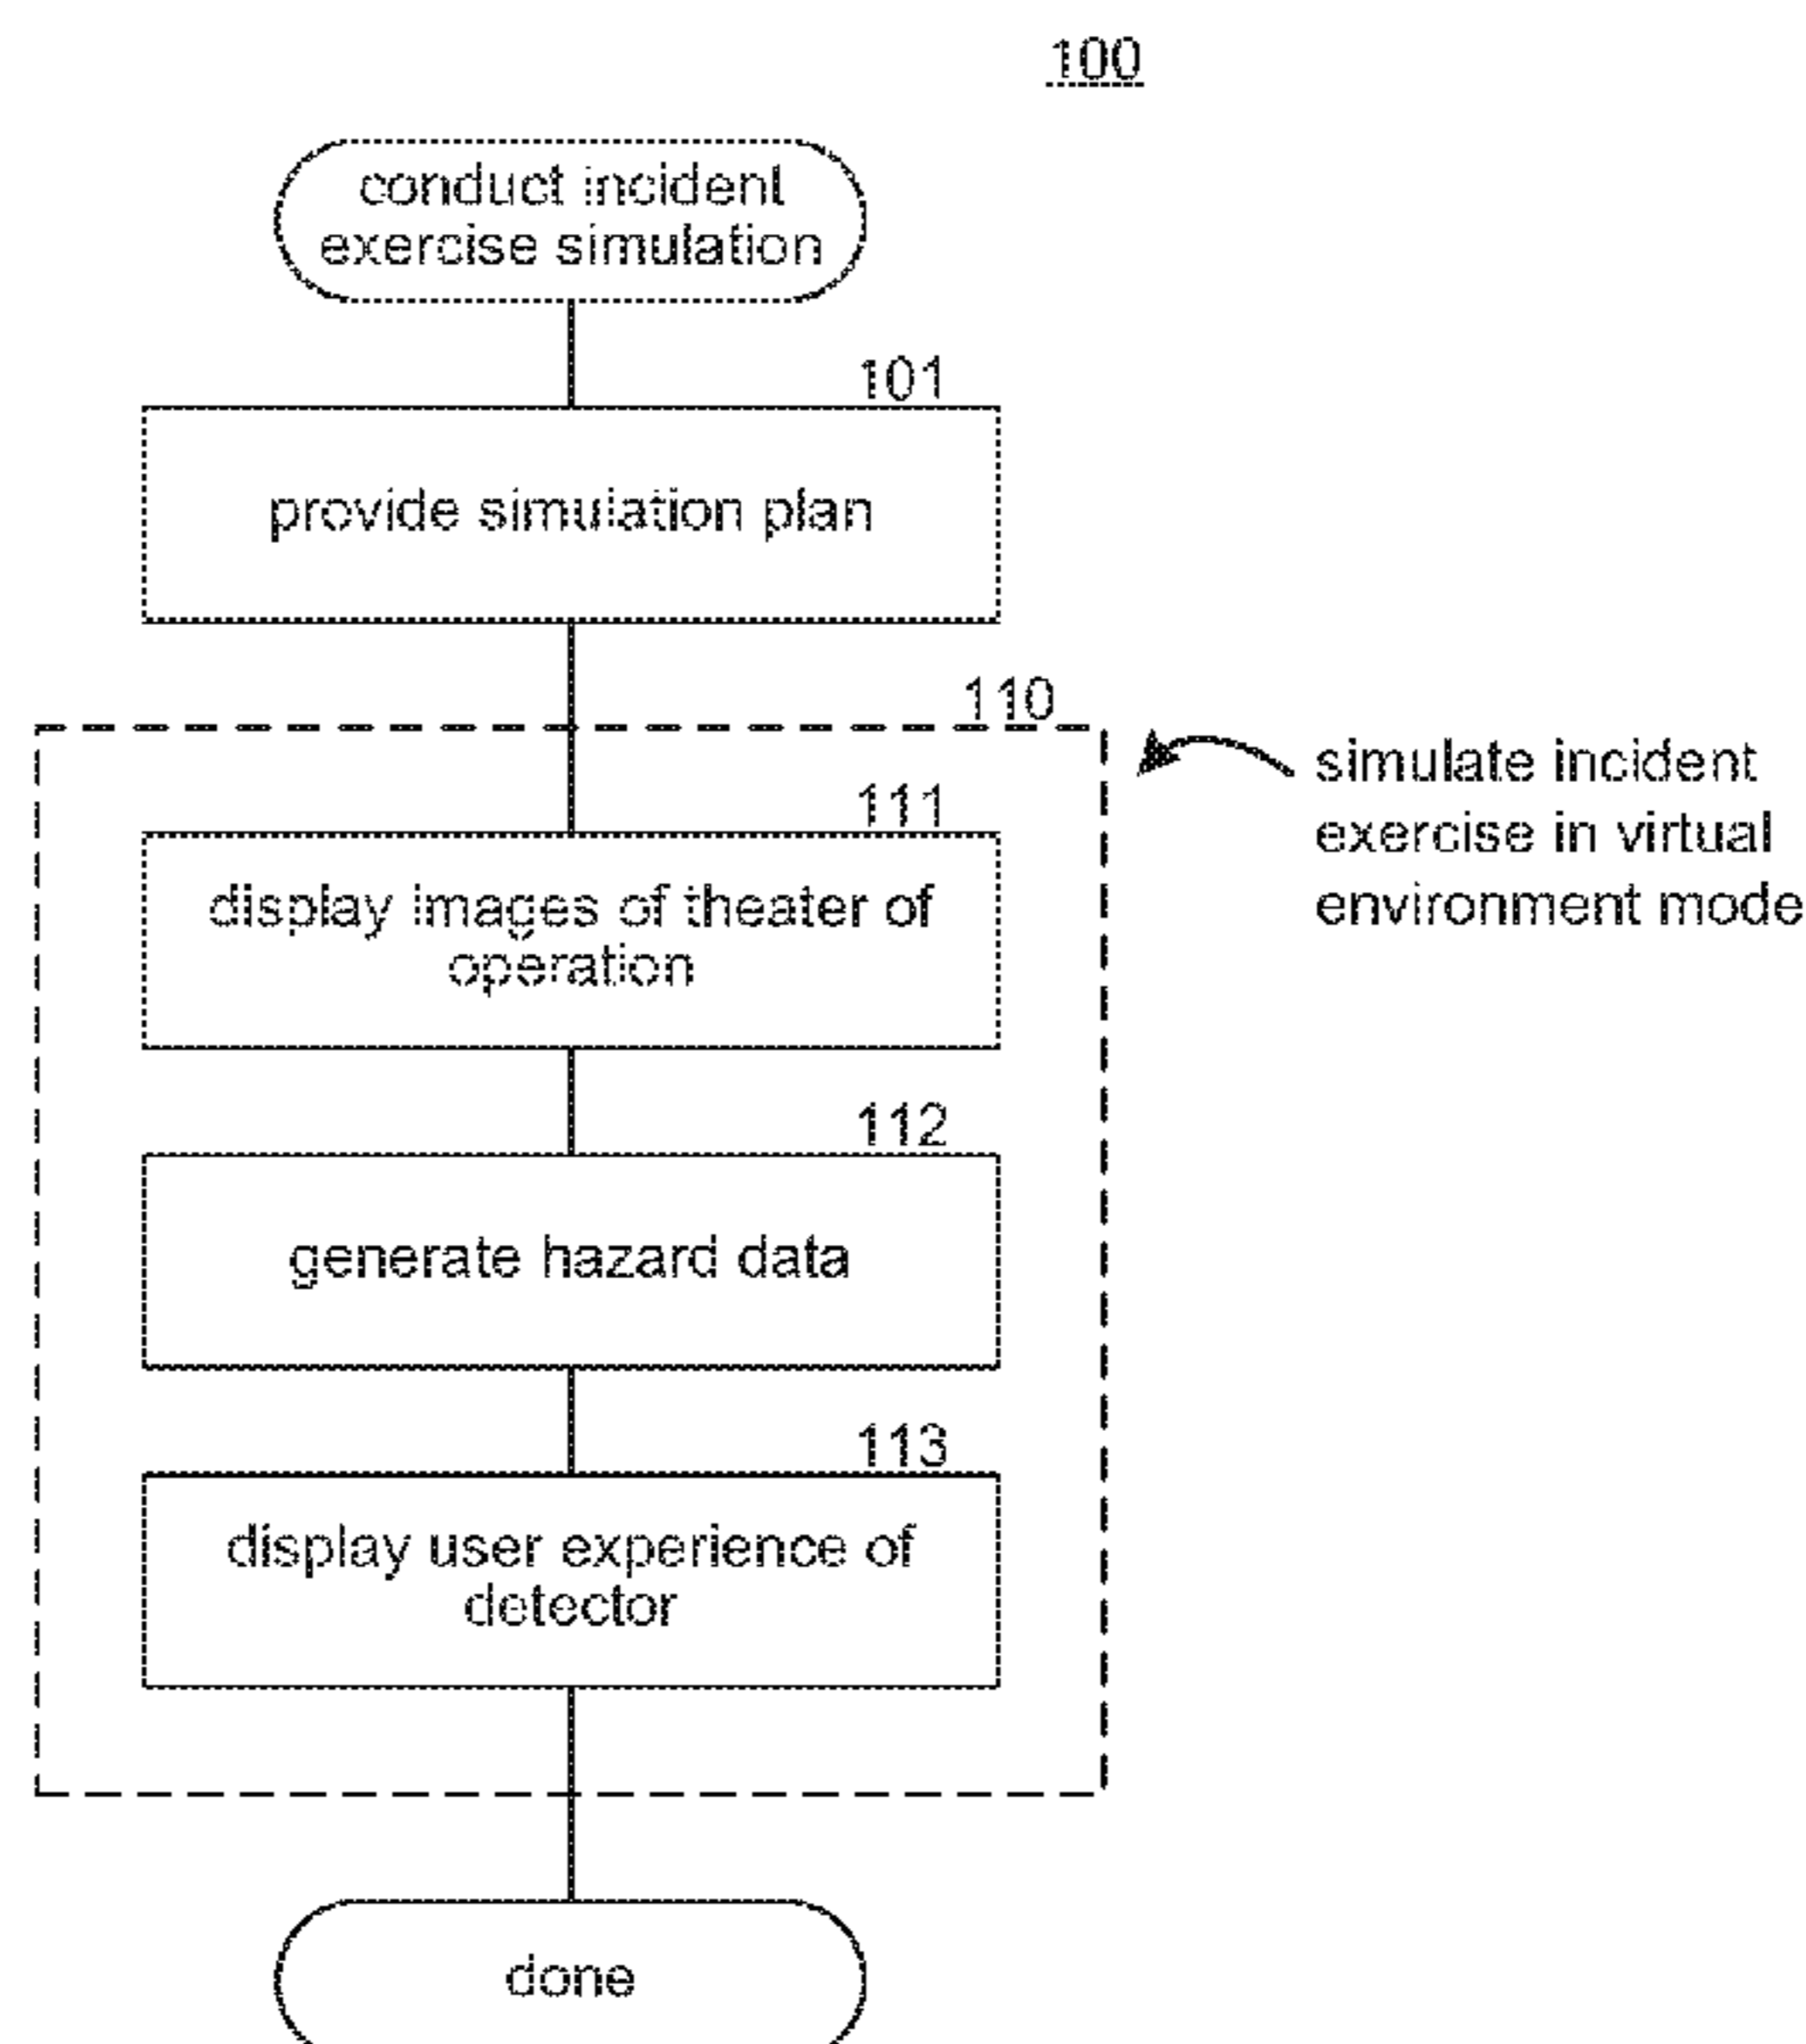 100
conduct incident
exercise simulation
101
provide simulation plan
110
simulate incident
exercise in virtual
environment mode
111
display images of theater of
operation
112
generate hazard data
113
display user experience of
detector
done